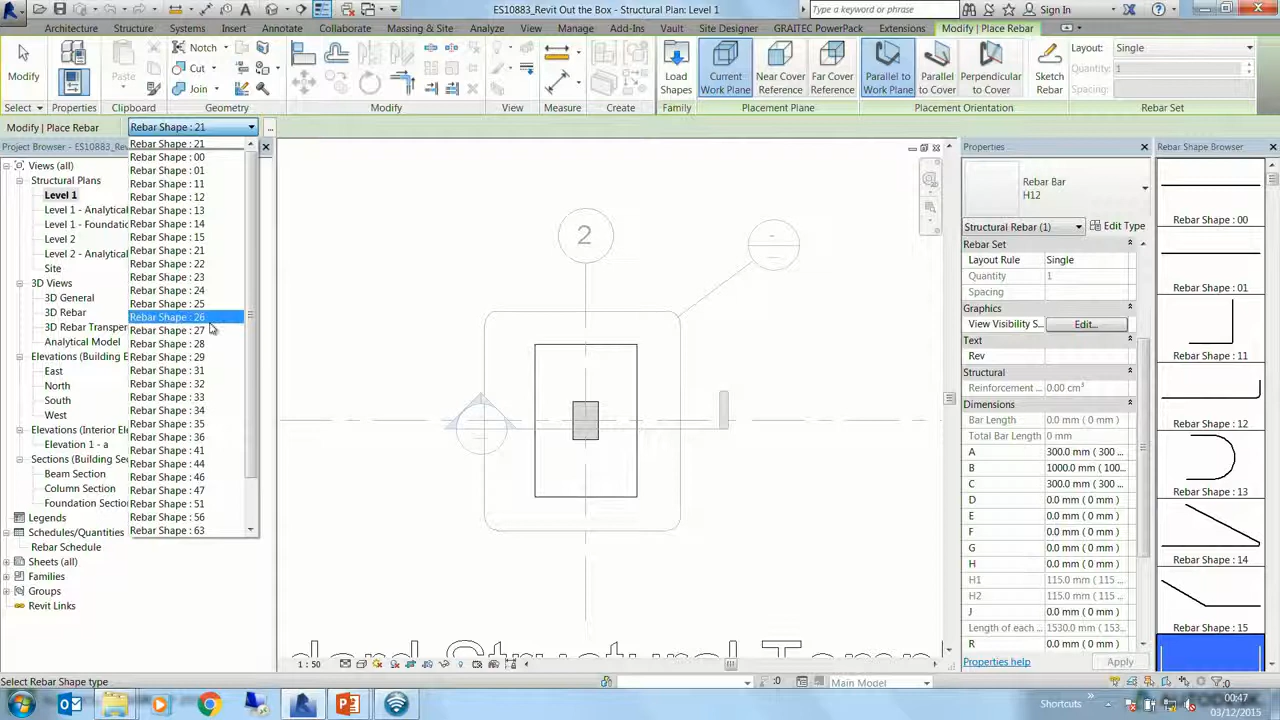 ES10883_Revit Out the Box - Structural Plan: Level 1
Type a keyword or phrase
Sign In
Architecture Structure Systems Insert Annotate Collaborate Massing & Site Analyze View Manage Add-Ins Vault Site Designer GRAITEC PowerPack Extensions Modify | Place Rebar
Modify
Paste
Notch
Cut
Join
Load Shapes
Current Work Plane
Near Cover Reference
Far Cover Reference
Parallel to Work Plane
Parallel to Cover
Perpendicular to Cover
Sketch Rebar
Layout: Single
Quantity: 1
Spacing:
Select Properties Clipboard Geometry Modify View Measure Create Family Placement Plane Placement Orientation Rebar Set
Modify | Place Rebar
Rebar Shape : 21
Project Browser - ES10883_Rev
Views (all)
Structural Plans
Level 1
Level 1 - Analytica
Level 1 - Foundatio
Level 2
Level 2 - Analytica
Site
3D Views
3D General
3D Rebar
3D Rebar Transper
Analytical Model
Elevations (Building E
East
North
South
West
Elevations (Interior El
Elevation 1 - a
Sections (Building Se
Beam Section
Column Section
Foundation Sectio
Legends
Schedules/Quantities
Rebar Schedule
Sheets (all)
Families
Groups
Revit Links
Rebar Shape : 21
Rebar Shape : 00
Rebar Shape : 01
Rebar Shape : 11
Rebar Shape : 12
Rebar Shape : 13
Rebar Shape : 14
Rebar Shape : 15
Rebar Shape : 21
Rebar Shape : 22
Rebar Shape : 23
Rebar Shape : 24
Rebar Shape : 25
Rebar Shape : 26
Rebar Shape : 27
Rebar Shape : 28
Rebar Shape : 29
Rebar Shape : 31
Rebar Shape : 32
Rebar Shape : 33
Rebar Shape : 34
Rebar Shape : 35
Rebar Shape : 36
Rebar Shape : 41
Rebar Shape : 44
Rebar Shape : 46
Rebar Shape : 47
Rebar Shape : 51
Rebar Shape : 56
Rebar Shape : 63
2
Structural Tem
1 : 50
Properties
Rebar Bar
H12
Structural Rebar (1)
Edit Type
Rebar Set
Layout Rule Single
Quantity 1
Spacing
Graphics
View Visibility S... Edit...
Text
Rev
Structural
Reinforcement ... 0.00 cm³
Dimensions
Bar Length 0.0 mm ( 0 mm )
Total Bar Length 0 mm
A 300.0 mm ( 300 ...
B 1000.0 mm ( 100...
C 300.0 mm ( 300 ...
D 0.0 mm ( 0 mm )
E 0.0 mm ( 0 mm )
F 0.0 mm ( 0 mm )
G 0.0 mm ( 0 mm )
H 0.0 mm ( 0 mm )
H1 115.0 mm ( 115 ...
H2 115.0 mm ( 115 ...
J 0.0 mm ( 0 mm )
Length of each ... 1530.0 mm ( 153...
R 0.0 mm ( 0 mm )
Properties help
Apply
Rebar Shape Browser
Rebar Shape : 00
Rebar Shape : 01
Rebar Shape : 11
Rebar Shape : 12
Rebar Shape : 13
Rebar Shape : 14
Rebar Shape : 15
Select Rebar Shape type
:0
Main Model
:0
Shortcuts
00:47
03/12/2015